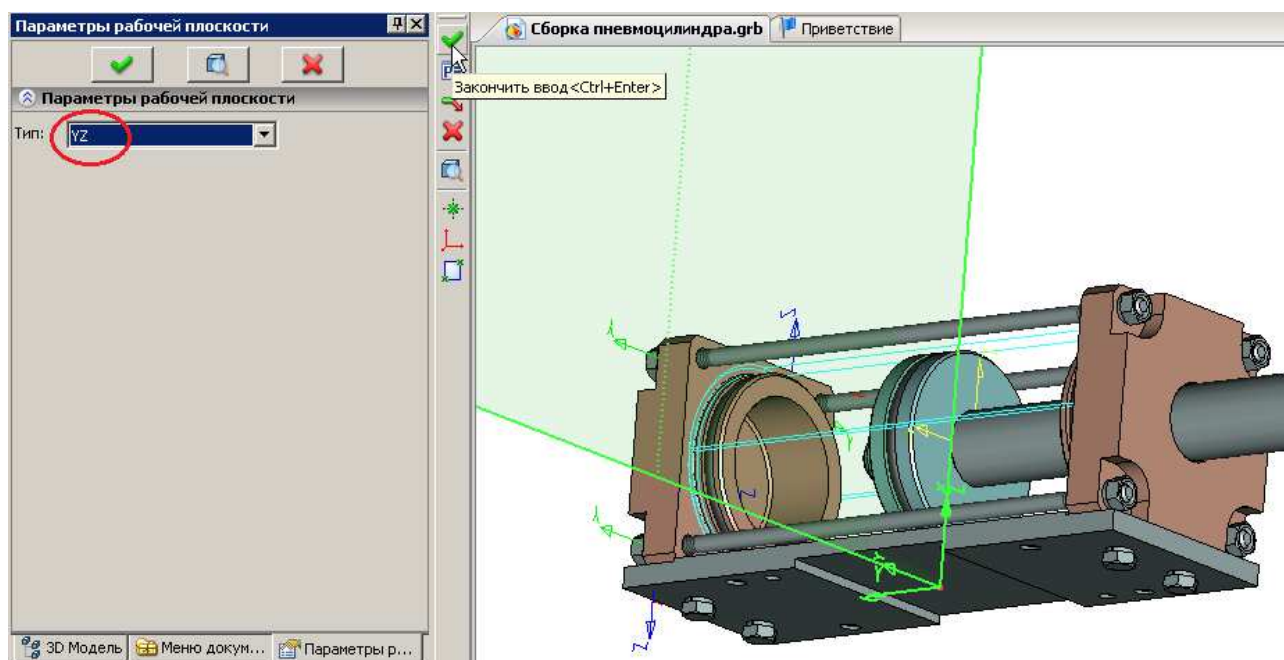 Параметры рабочей плоскости
Параметры рабочей плоскости
Тип: YZ
3D Модель
Меню докум...
Параметры р...
Сборка пневмоцилиндра.grb
Приветствие
Закончить ввод <Ctrl+Enter>
Y
Z
Y
Z
Z